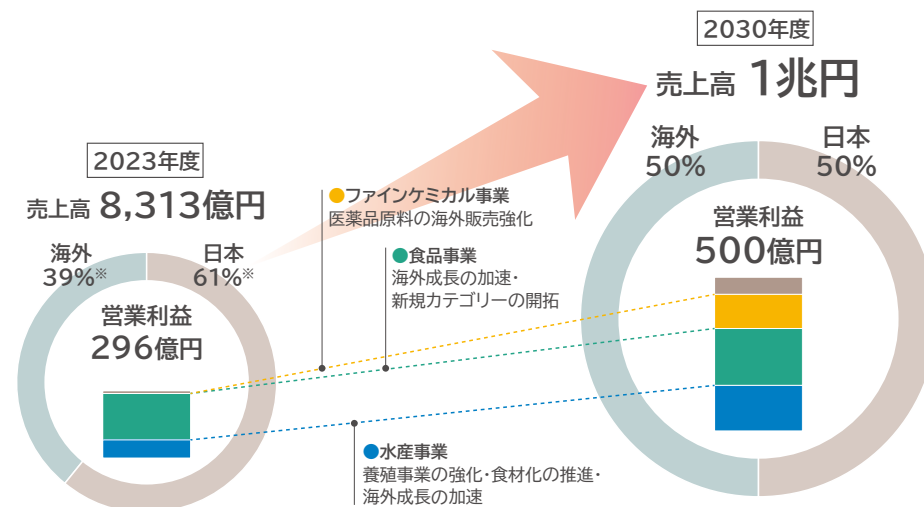 2023年度
売上高 8,313億円
海外
39%※
日本
61%※
営業利益
296億円
●ファインケミカル事業
医薬品原料の海外販売強化
●食品事業
海外成長の加速・
新規カテゴリーの開拓
●水産事業
養殖事業の強化・食材化の推進・
海外成長の加速
2030年度
売上高 1兆円
海外
50%
日本
50%
営業利益
500億円